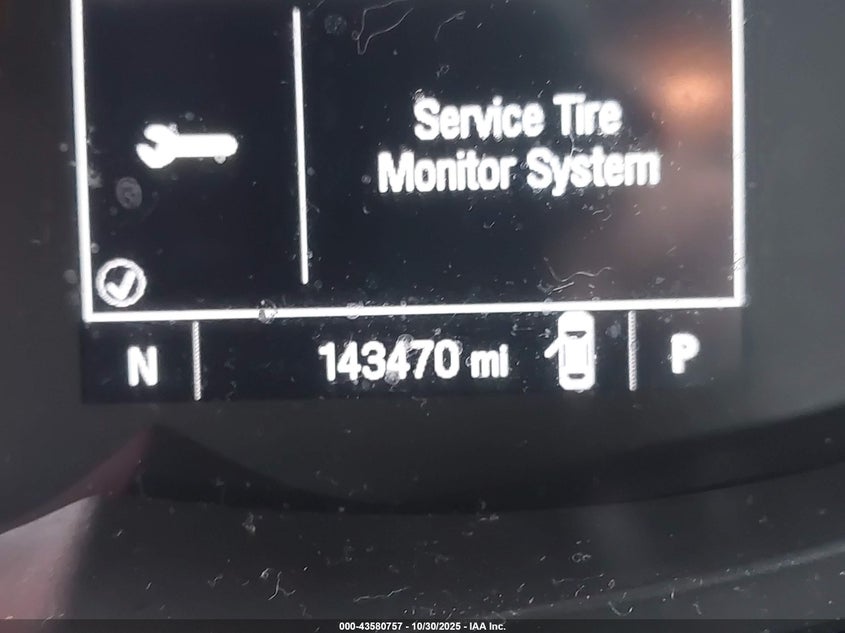 Service Tire
Monitor System
N 143470 mi P
000-43580757 - 10/30/2025 - IAA Inc.